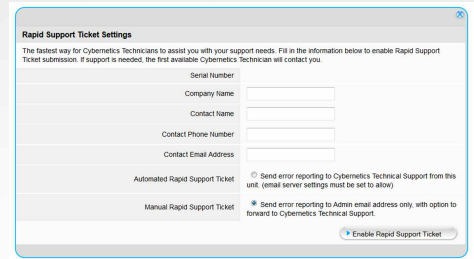 Rapid Support Ticket Settings
The fastest way for Cybernetics Technicians to assist you with your support needs. Fill in the information below to enable Rapid Support
Ticket submission. If support is needed, the first available Cybernetics Technician will contact you.
Serial Number
Company Name
Contact Name
Contact Phone Number
Contact Email Address
Automated Rapid Support Ticket
Send error reporting to Cybernetics Technical Support from this
unit. (email server settings must be set to allow)
Manual Rapid Support Ticket
Send error reporting to Admin email address only, with option to
forward to Cybernetics Technical Support.
Enable Rapid Support Ticket